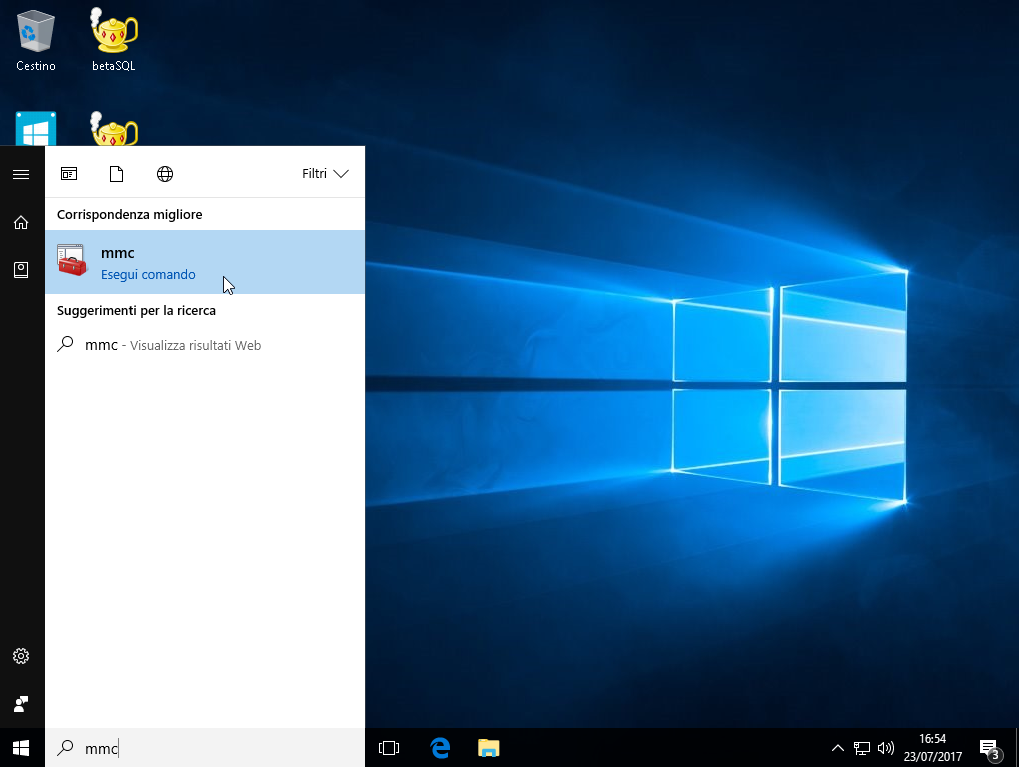 Cestino
betaSQL
Filtri
Corrispondenza migliore
mmc
Esegui comando
Suggerimenti per la ricerca
mmc - Visualizza risultati Web
mmc
16:54
23/07/2017
3